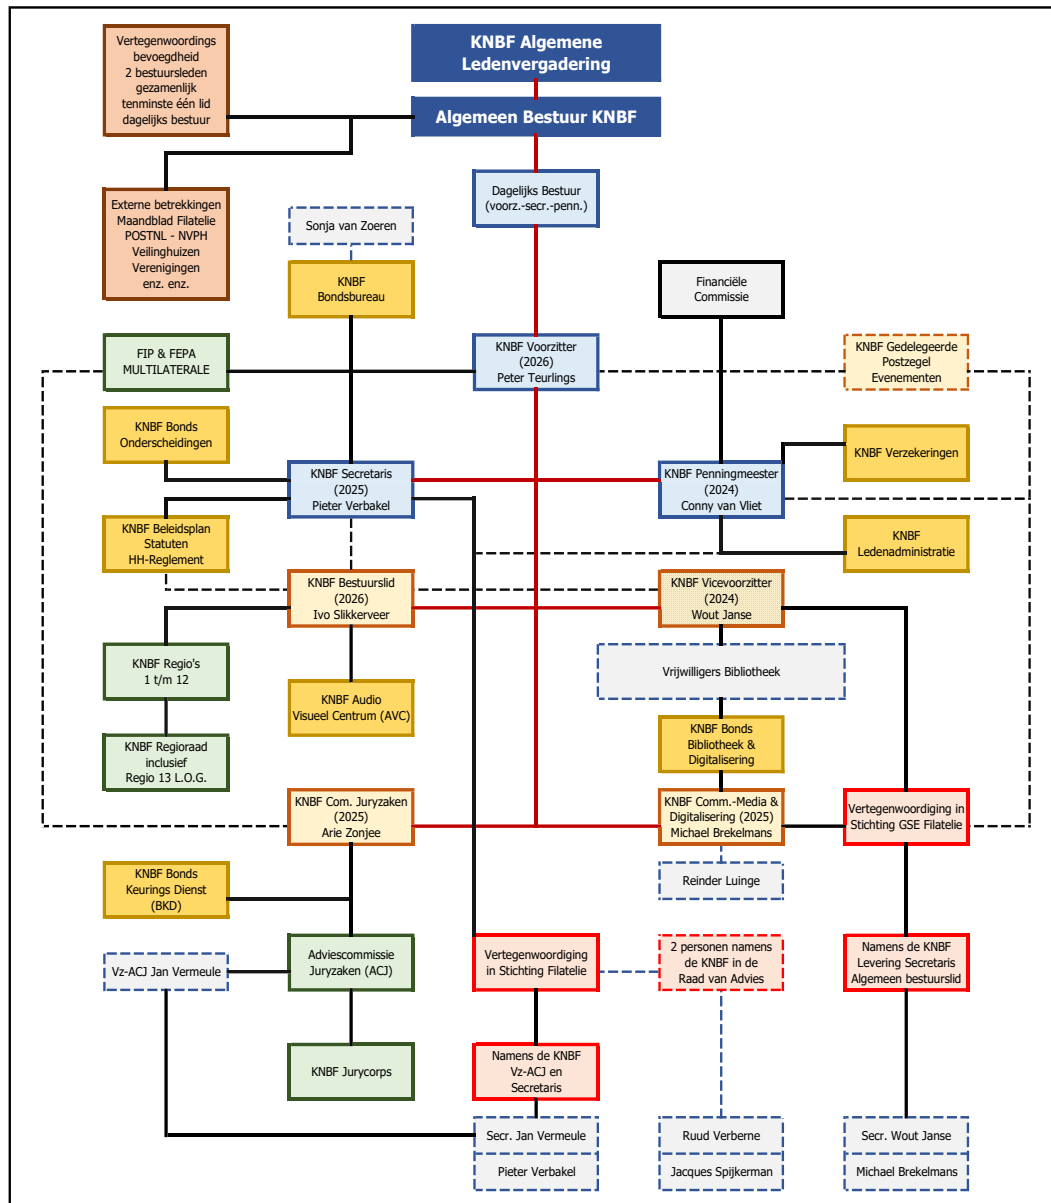 KNBF Algemene
Ledenvergadering
Vertegenwoordings
bevoegdheid
2 bestuursleden
gezamenlijk
tenminste één lid
dagelijks bestuur
Algemeen Bestuur KNBF
Dagelijks Bestuur
(voorz.-secr.-penn.)
Externe betrekkingen
Maandblad Filatelie
POSTNL - NVPH
Veilinghuizen
Verenigingen
enz. enz.
Sonja van Zoeren
KNBF
Bondsbureau
Financiële
Commissie
FIP & FEPA
MULTILATERALE
KNBF Voorzitter
(2026)
Peter Teurlings
KNBF Gedelegeerde
Postzegel
Evenementen
KNBF Bonds
Onderscheidingen
KNBF Secretaris
(2025)
Pieter Verbakel
KNBF Penningmeester
(2024)
Conny van Vliet
KNBF Verzekeringen
KNBF Beleidsplan
Statuten
HH-Reglement
KNBF
Ledenadministratie
KNBF Bestuurslid
(2026)
Ivo Slikkerveer
KNBF Vicevoorzitter
(2024)
Wout Janse
KNBF Regio's
1 t/m 12
Vrijwilligers Bibliotheek
KNBF Audio
Visueel Centrum (AVC)
KNBF Bonds
Bibliotheek &
Digitalisering
KNBF Regioraad
inclusief
Regio 13 L.O.G.
KNBF Com. Juryzaken
(2025)
Arie Zonjee
KNBF Comm.-Media &
Digitalisering (2025)
Michael Brekelmans
Vertegenwoordiging in
Stichting GSE Filatelie
KNBF Bonds
Keurings Dienst
(BKD)
Reinder Luinge
Vz-ACJ Jan Vermeule
Adviescommissie
Juryzaken (ACJ)
Vertegenwoordiging
in Stichting Filatelie
2 personen namens
de KNBF in de
Raad van Advies
Namens de KNBF
Levering Secretaris
Algemeen bestuurslid
KNBF Jurycorps
Namens de KNBF
Vz-ACJ en
Secretaris
Secr. Jan Vermeule
Pieter Verbakel
Ruud Verberne
Jacques Spijkerman
Secr. Wout Janse
Michael Brekelmans